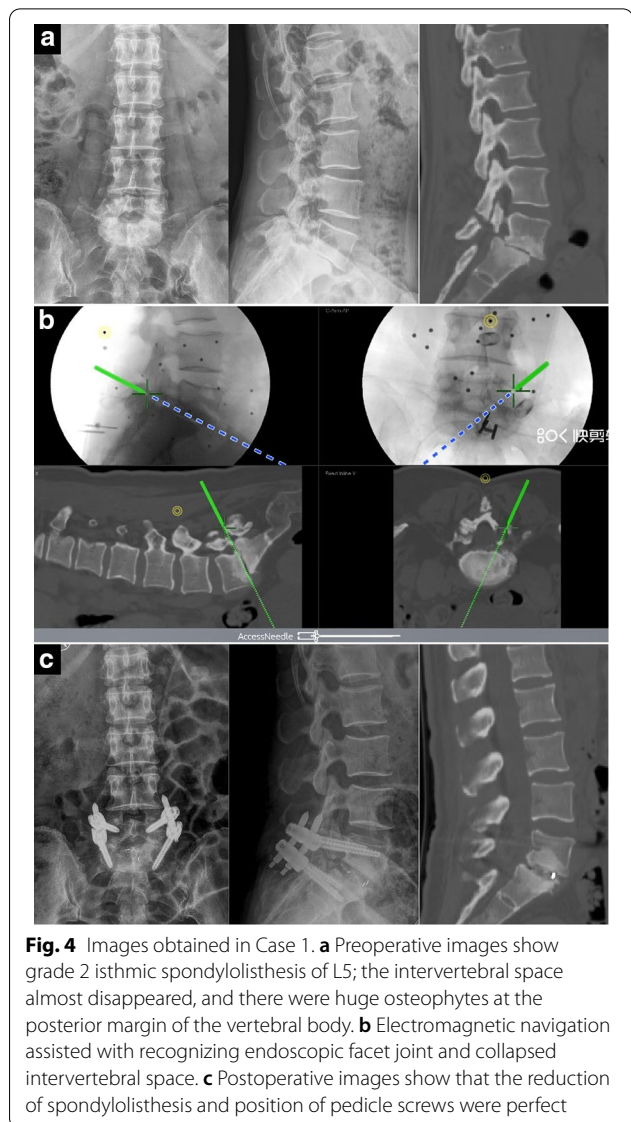 a
b
快剪
AccessNeedle
c
Fig. 4 Images obtained in Case 1. a Preoperative images show
grade 2 isthmic spondylolisthesis of L5; the intervertebral space
almost disappeared, and there were huge osteophytes at the
posterior margin of the vertebral body. b Electromagnetic navigation
assisted with recognizing endoscopic facet joint and collapsed
intervertebral space. c Postoperative images show that the reduction
of spondylolisthesis and position of pedicle screws were perfect